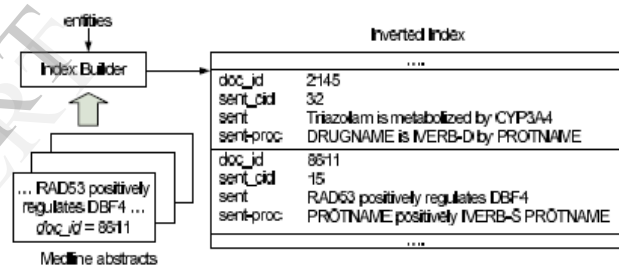 entities
Index Builder
... RAD53 positively
regulates DBF4 ...
doc_id = 8611
Medline abstracts
Inverted Index
....
doc_id 2145
sent_cid 32
sent Triazolam is metabolized by CYP3A4
sent-proc DRUGNAME is IVERB-D by PROTNAME
doc_id 8611
sent_cid 15
sent RAD53 positively regulates DBF4
sent-proc PROTNAME positively IVERB-S PROTNAME
....